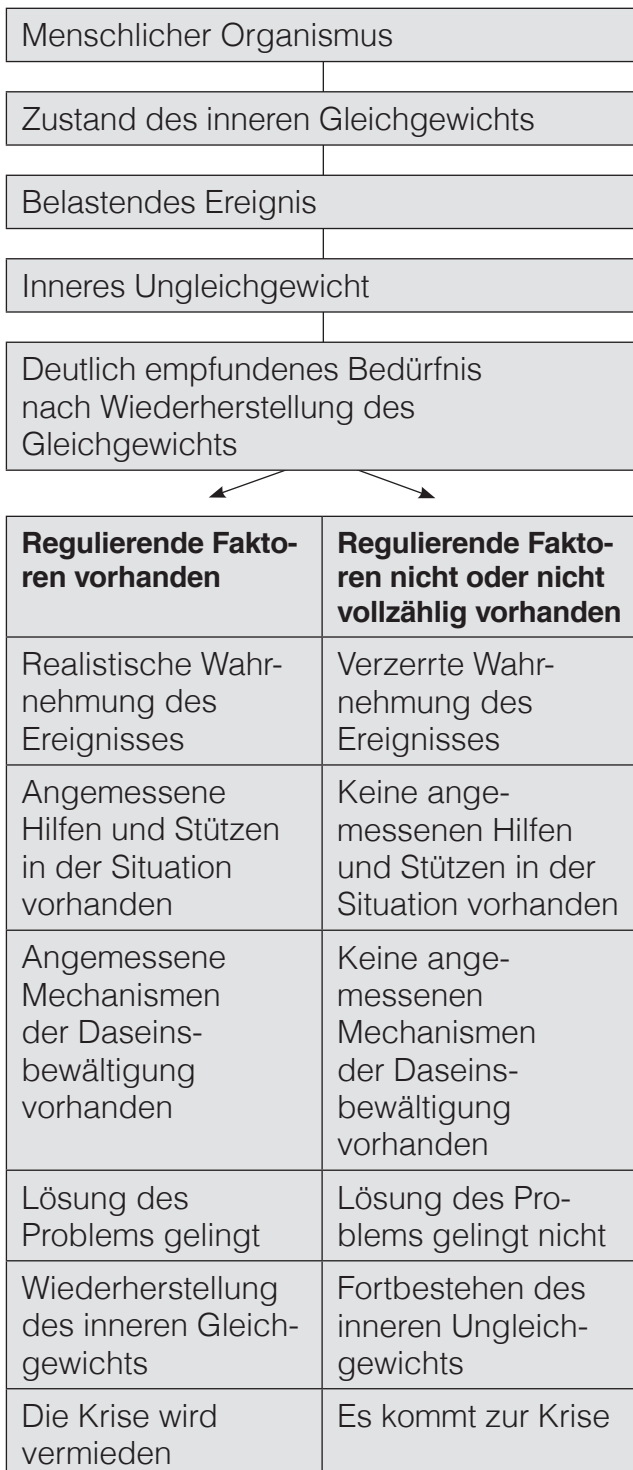 Menschlicher Organismus
Zustand des inneren Gleichgewichts
Belastendes Ereignis
Inneres Ungleichgewicht
Deutlich empfundenes Bedürfnis
nach Wiederherstellung des
Gleichgewichts
Regulierende Fakto-
ren vorhanden
Regulierende Fakto-
ren nicht oder nicht
vollzählig vorhanden
Realistische Wahr-
nehmung des
Ereignisses
Verzerrte Wahr-
nehmung des
Ereignisses
Angemessene
Hilfen und Stützen
in der Situation
vorhanden
Keine ange-
messenen Hilfen
und Stützen in der
Situation vorhanden
Angemessene
Mechanismen
der Daseins-
bewältigung
vorhanden
Keine ange-
messenen
Mechanismen
der Daseins-
bewältigung
vorhanden
Lösung des
Problems gelingt
Lösung des Pro-
blems gelingt nicht
Wiederherstellung
des inneren Gleich-
gewichts
Fortbestehen des
inneren Ungleich-
gewichts
Die Krise wird
vermieden
Es kommt zur Krise